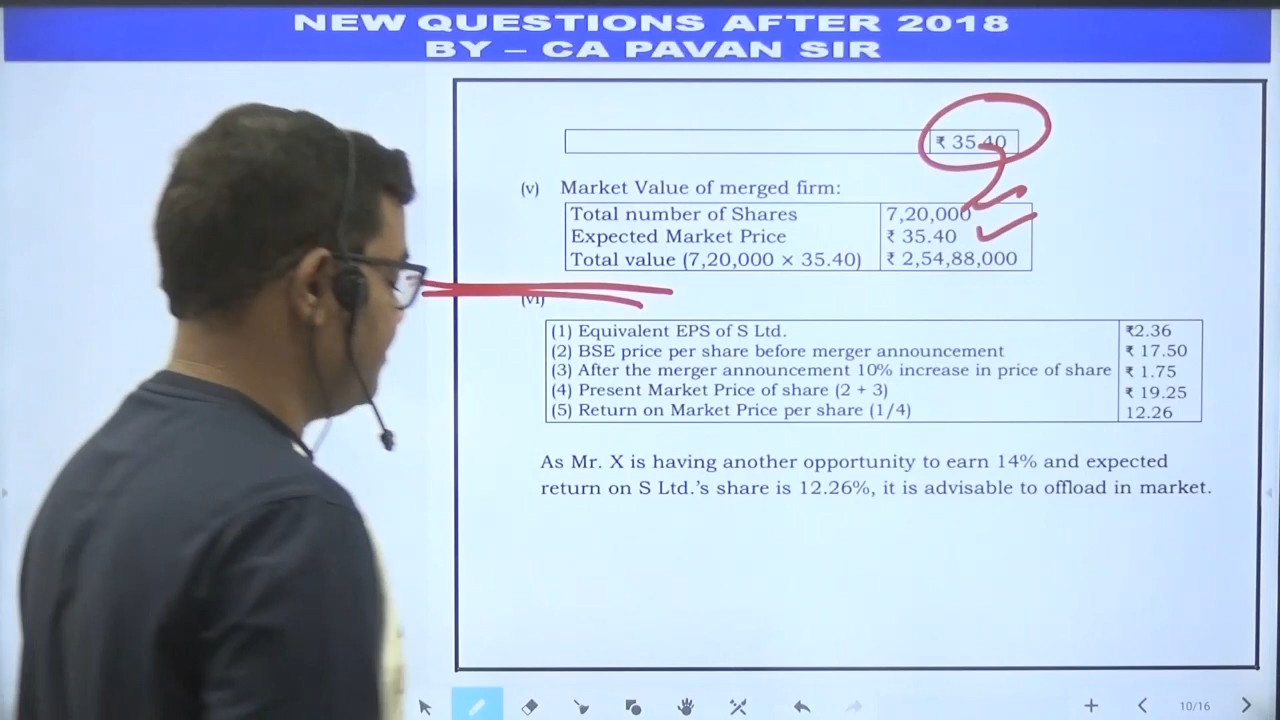 NEW QUESTIONS AFTER 2018
BY – CA PAVAN SIR
₹ 35.40
(v) Market Value of merged firm:
Total number of Shares 7,20,000
Expected Market Price ₹ 35.40
Total value (7,20,000 × 35.40) ₹ 2,54,88,000
(vi)
(1) Equivalent EPS of S Ltd. ₹2.36
(2) BSE price per share before merger announcement ₹ 17.50
(3) After the merger announcement 10% increase in price of share ₹ 1.75
(4) Present Market Price of share (2 + 3) ₹ 19.25
(5) Return on Market Price per share (1/4) 12.26
As Mr. X is having another opportunity to earn 14% and expected
return on S Ltd.'s share is 12.26%, it is advisable to offload in market.
10/16